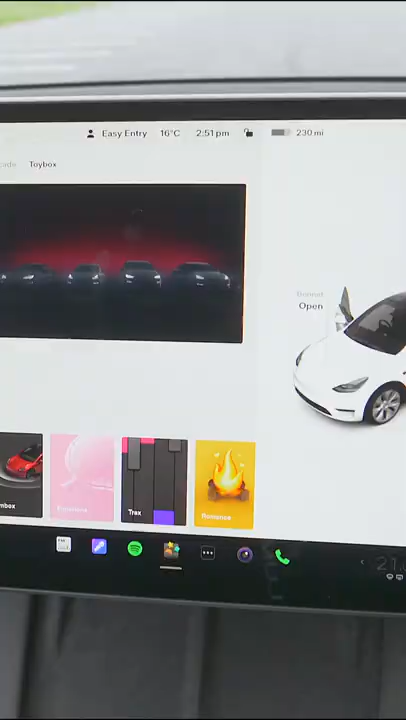 Easy Entry 16°C 2:51 pm 230 mi
Toybox
Bonnet
Open
Trax
Romance